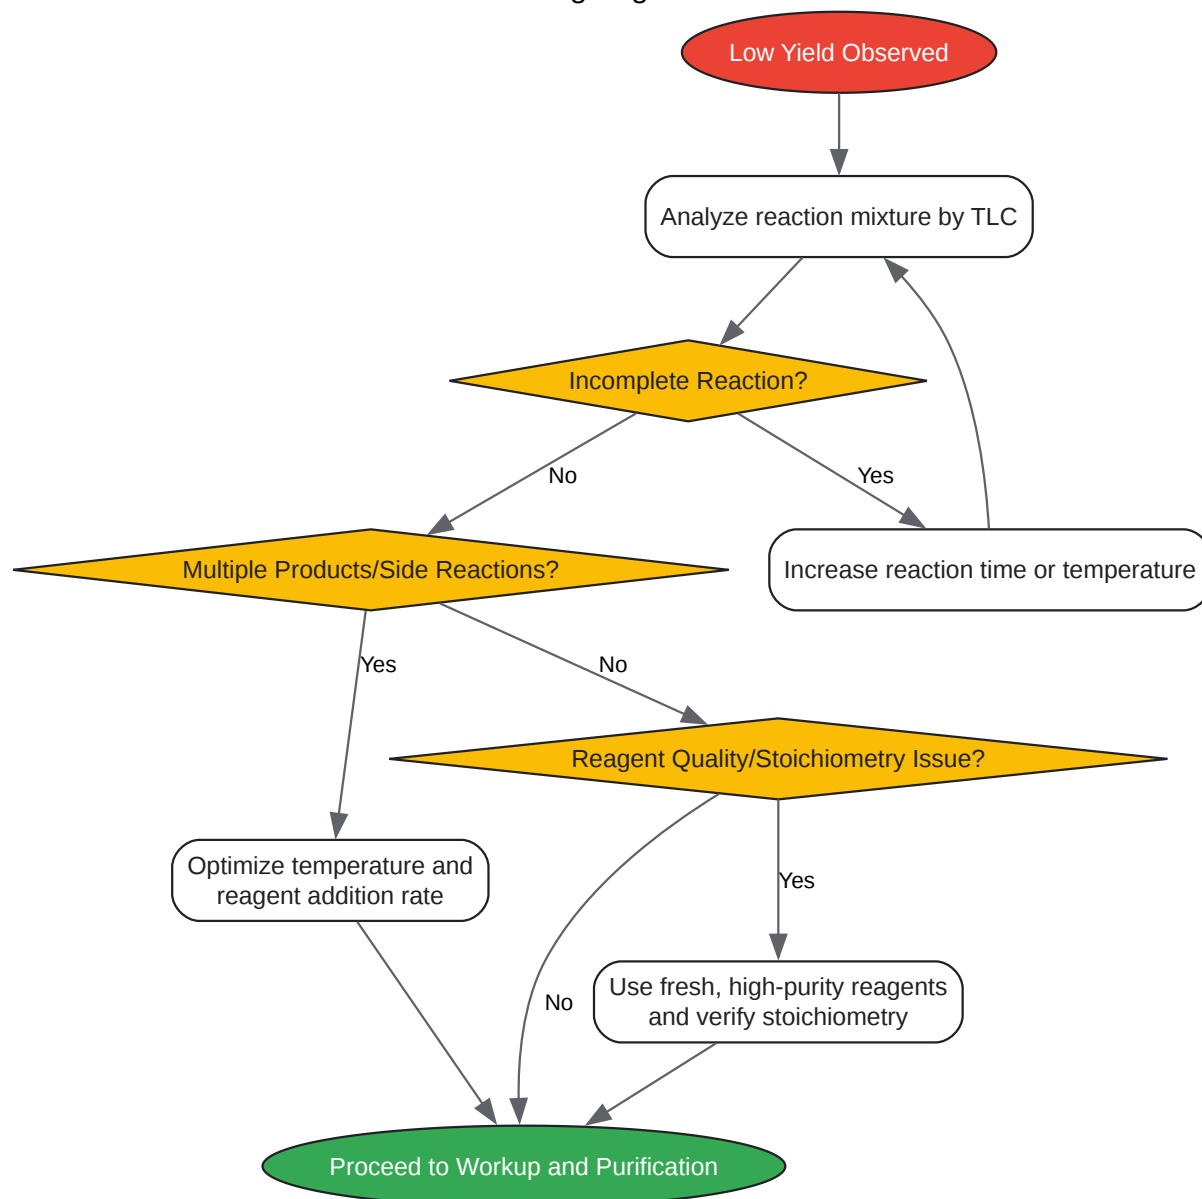 Low Yield Observed
Analyze reaction mixture by TLC
Incomplete Reaction?
No
Yes
Multiple Products/Side Reactions?
Increase reaction time or temperature
Yes
No
Reagent Quality/Stoichiometry Issue?
Optimize temperature and
reagent addition rate
Yes
No
Use fresh, high-purity reagents
and verify stoichiometry
Proceed to Workup and Purification